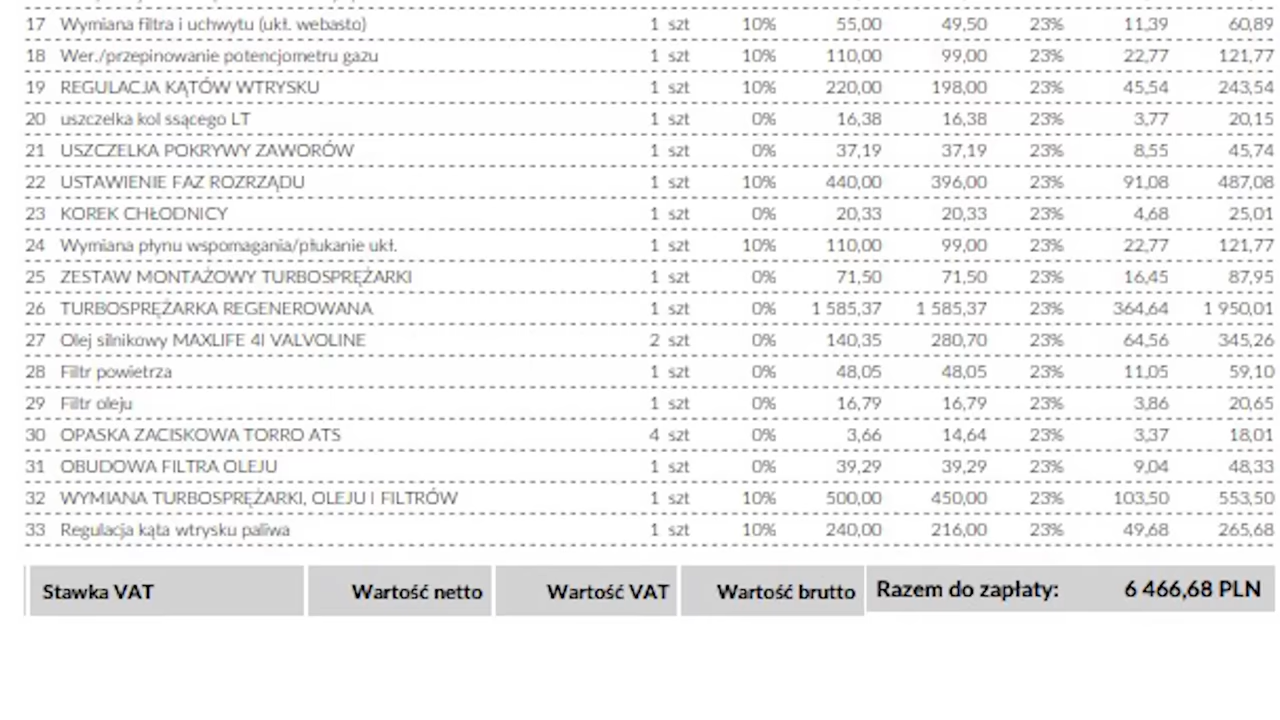 17 Wymiana filtra i uchwytu (ukł. webasto) 1 szt 10% 55,00 49,50 23% 11,39 60,89
18 Wer./przepinowanie potencjometru gazu 1 szt 10% 110,00 99,00 23% 22,77 121,77
19 REGULACJA KĄTÓW WTRYSKU 1 szt 10% 220,00 198,00 23% 45,54 243,54
20 uszczelka kol ssącego LT 1 szt 0% 16,38 16,38 23% 3,77 20,15
21 USZCZELKA POKRYWY ZAWORÓW 1 szt 0% 37,19 37,19 23% 8,55 45,74
22 USTAWIENIE FAZ ROZRZĄDU 1 szt 10% 440,00 396,00 23% 91,08 487,08
23 KOREK CHŁODNICY 1 szt 0% 20,33 20,33 23% 4,68 25,01
24 Wymiana płynu wspomagania/płukanie ukł. 1 szt 10% 110,00 99,00 23% 22,77 121,77
25 ZESTAW MONTAŻOWY TURBOSPRĘŻARKI 1 szt 0% 71,50 71,50 23% 16,45 87,95
26 TURBOSPRĘŻARKA REGENEROWANA 1 szt 0% 1 585,37 1 585,37 23% 364,64 1 950,01
27 Olej silnikowy MAXLIFE 4l VALVOLINE 2 szt 0% 140,35 280,70 23% 64,56 345,26
28 Filtr powietrza 1 szt 0% 48,05 48,05 23% 11,05 59,10
29 Filtr oleju 1 szt 0% 16,79 16,79 23% 3,86 20,65
30 OPASKA ZACISKOWA TORRO ATS 4 szt 0% 3,66 14,64 23% 3,37 18,01
31 OBUDOWA FILTRA OLEJU 1 szt 0% 39,29 39,29 23% 9,04 48,33
32 WYMIANA TURBOSPRĘŻARKI, OLEJU I FILTRÓW 1 szt 10% 500,00 450,00 23% 103,50 553,50
33 Regulacja kąta wtrysku paliwa 1 szt 10% 240,00 216,00 23% 49,68 265,68
Stawka VAT Wartość netto Wartość VAT Wartość brutto Razem do zapłaty: 6 466,68 PLN